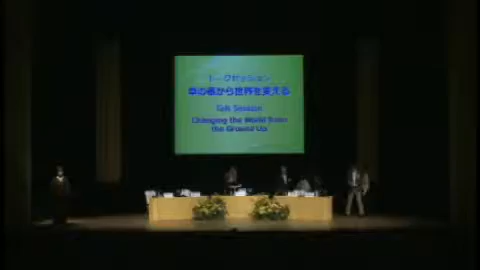 トークセッション
草の根から世界を変える
Talk Session
Changing the World from
the Ground Up